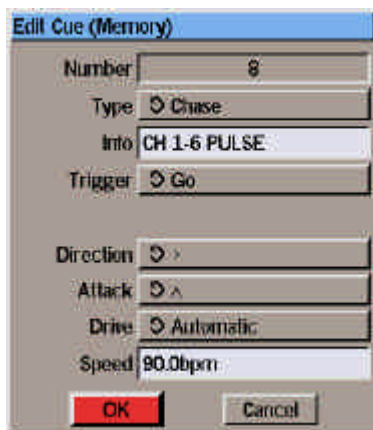 Edit Cue (Memory)
Number 8
Type Chase
Info CH 1-6 PULSE
Trigger Go
Direction >
Attack ^
Drive Automatic
Speed 90.0bpm
OK Cancel